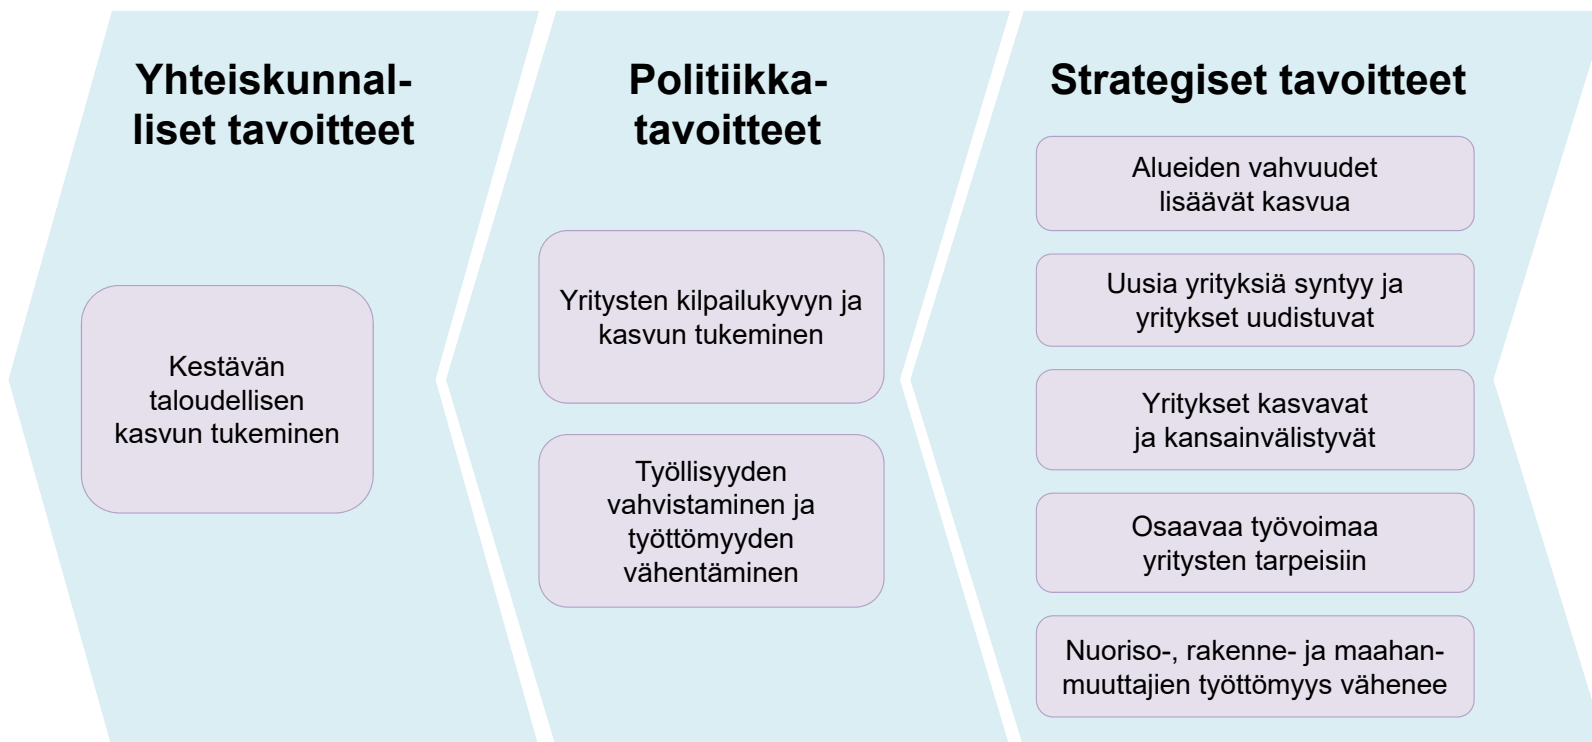 Yhteiskunnal-
liset tavoitteet
Kestävän
taloudellisen
kasvun tukeminen
Politiikka-
tavoitteet
Yritysten kilpailukyvyn ja
kasvun tukeminen
Työllisyyden
vahvistaminen ja
työttömyyden
vähentäminen
Strategiset tavoitteet
Alueiden vahvuudet
lisäävät kasvua
Uusia yrityksiä syntyy ja
yritykset uudistuvat
Yritykset kasvavat
ja kansainvälistyvät
Osaavaa työvoimaa
yritysten tarpeisiin
Nuoriso-, rakenne- ja maahan-
muuttajien työttömyys vähenee